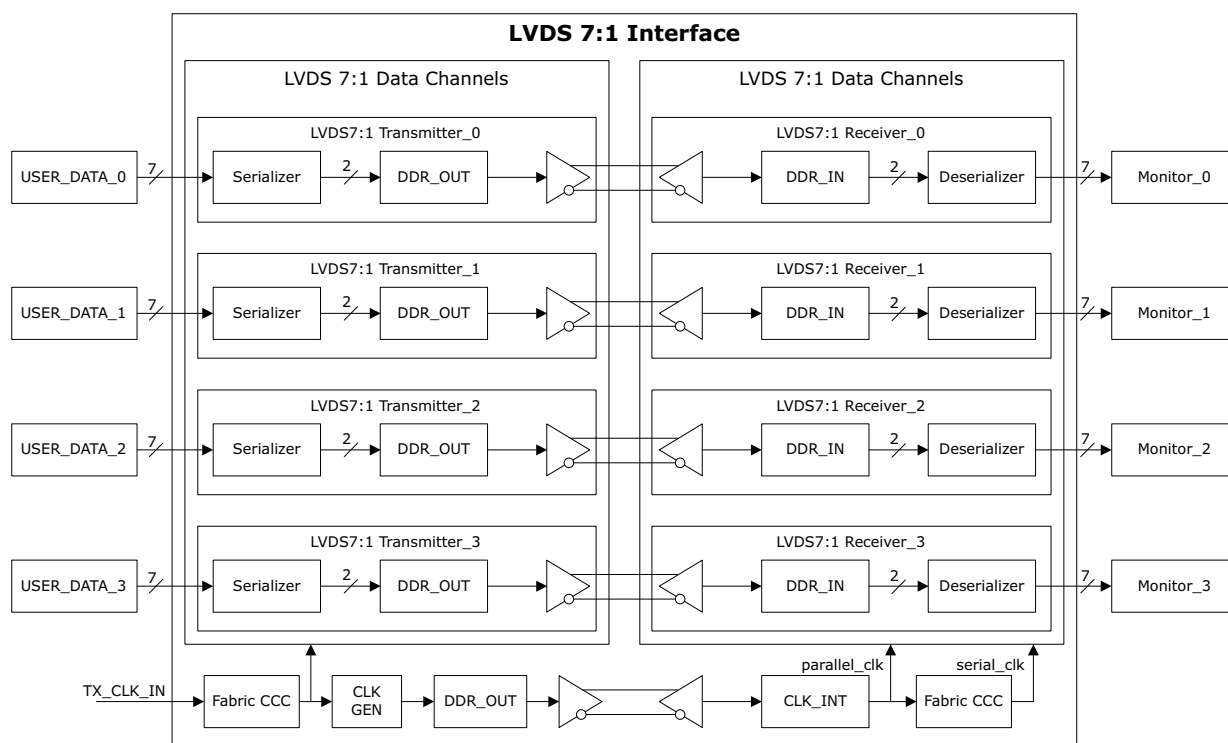 LVDS 7:1 Interface
LVDS 7:1 Data Channels
LVDS 7:1 Data Channels
LVDS7:1 Transmitter_0
LVDS7:1 Receiver_0
USER_DATA_0
7
Serializer
2
DDR_OUT
DDR_IN
2
Deserializer
7
Monitor_0
LVDS7:1 Transmitter_1
LVDS7:1 Receiver_1
USER_DATA_1
7
Serializer
2
DDR_OUT
DDR_IN
2
Deserializer
7
Monitor_1
LVDS7:1 Transmitter_2
LVDS7:1 Receiver_2
USER_DATA_2
7
Serializer
2
DDR_OUT
DDR_IN
2
Deserializer
7
Monitor_2
LVDS7:1 Transmitter_3
LVDS7:1 Receiver_3
USER_DATA_3
7
Serializer
2
DDR_OUT
DDR_IN
2
Deserializer
7
Monitor_3
parallel_clk
serial_clk
TX_CLK_IN
Fabric CCC
CLK
GEN
DDR_OUT
CLK_INT
Fabric CCC